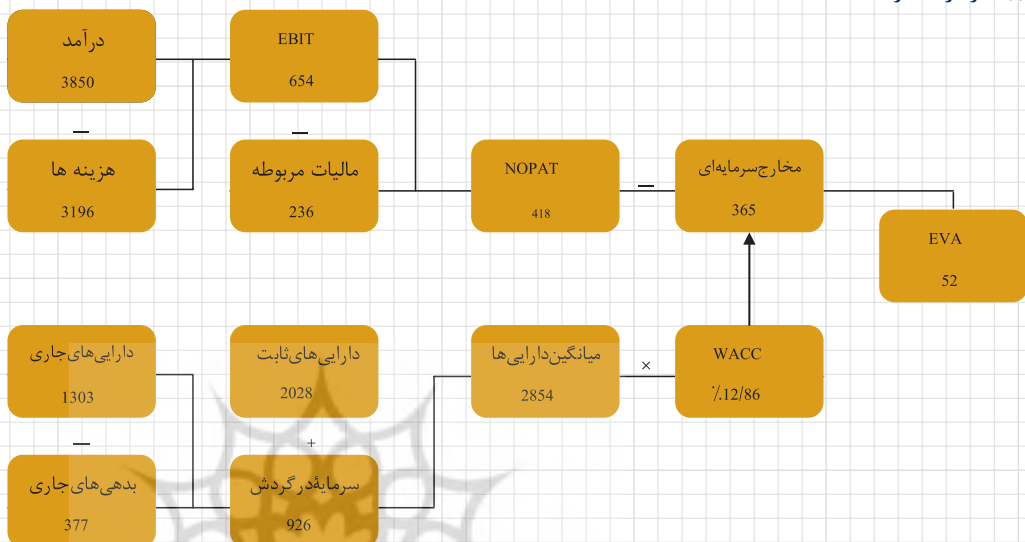 درآمد
3850
EBIT
654
—
—
هزینه ها
3196
مالیات مربوطه
236
NOPAT
418
—
مخارج‌سرمایه‌ای
365
EVA
52
دارایی‌های‌جاری
1303
دارایی‌های‌ثابت
2028
میانگین‌دارایی‌ها
2854
×
WACC
٪12/86
—
+
بدهی‌های‌جاری
377
سرمایۀ‌در‌گردش
926